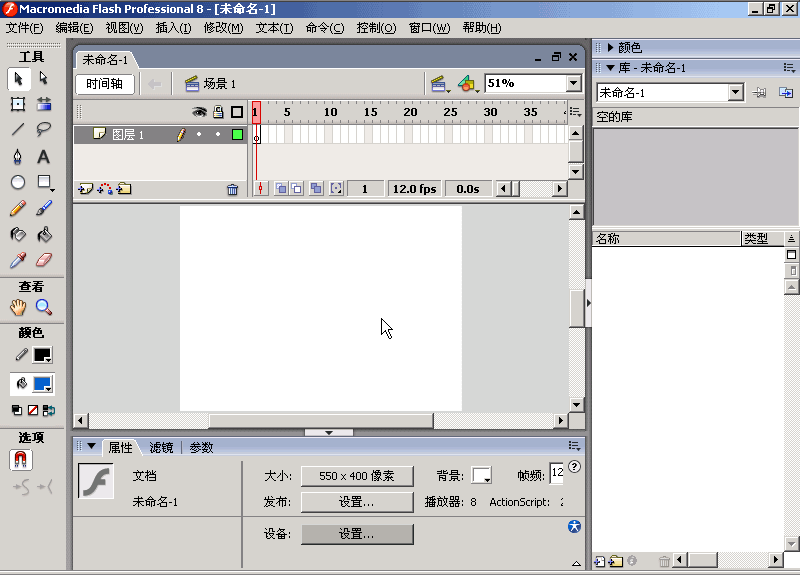 Macromedia Flash Professional 8 - [未命名-1]
文件(F) 编辑(E) 视图(V) 插入(I) 修改(M) 文本(T) 命令(C) 控制(O) 窗口(W) 帮助(H)
工具
未命名-1
时间轴 场景 1 51%
1 5 10 15 20 25 30 35
图层 1
1 12.0 fps 0.0s
查看
颜色
选项
属性 滤镜 参数
文档 大小: 550 x 400 像素 背景: 帧频: 12
未命名-1 发布: 设置... 播放器: 8 ActionScript: 2
设备: 设置...
颜色
库 - 未命名-1
未命名-1
空的库
名称 类型